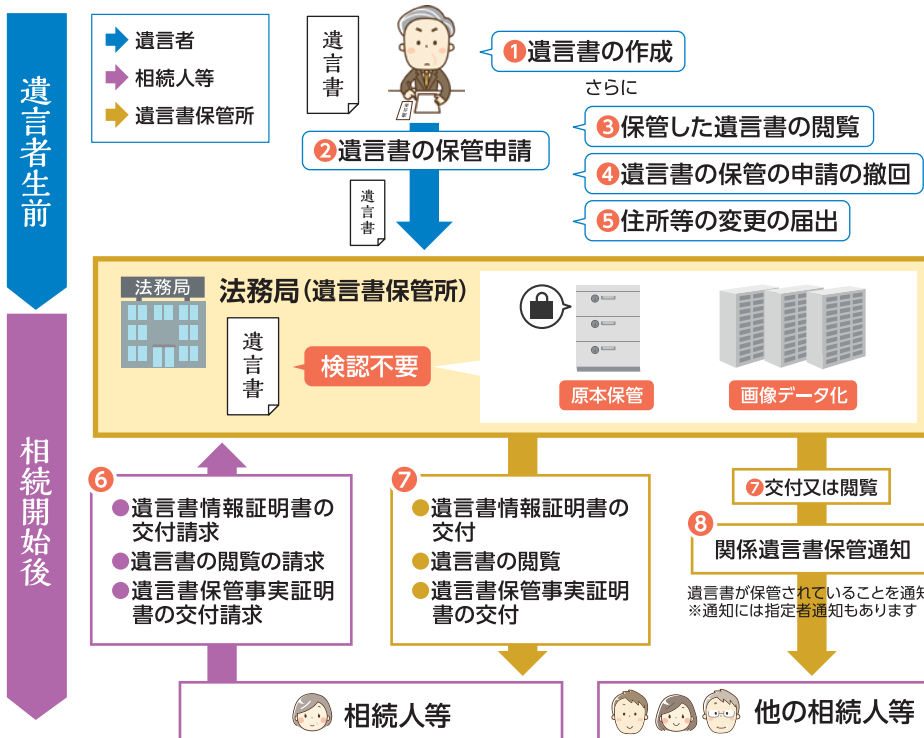 遺言者生前
遺言者
相続人等
遺言書保管所
遺言書
❶遺言書の作成
さらに
❷遺言書の保管申請
❸保管した遺言書の閲覧
❹遺言書の保管の申請の撤回
❺住所等の変更の届出
遺言書
法務局
法務局(遺言書保管所)
遺言書
検認不要
原本保管
画像データ化
相続開始後
❻
●遺言書情報証明書の
交付請求
●遺言書の閲覧の請求
●遺言書保管事実証明
書の交付請求
❼
●遺言書情報証明書の
交付
●遺言書の閲覧
●遺言書保管事実証明
書の交付
❼交付又は閲覧
❽
関係遺言書保管通知
遺言書が保管されていることを通知
※通知には指定者通知もあります
相続人等
他の相続人等